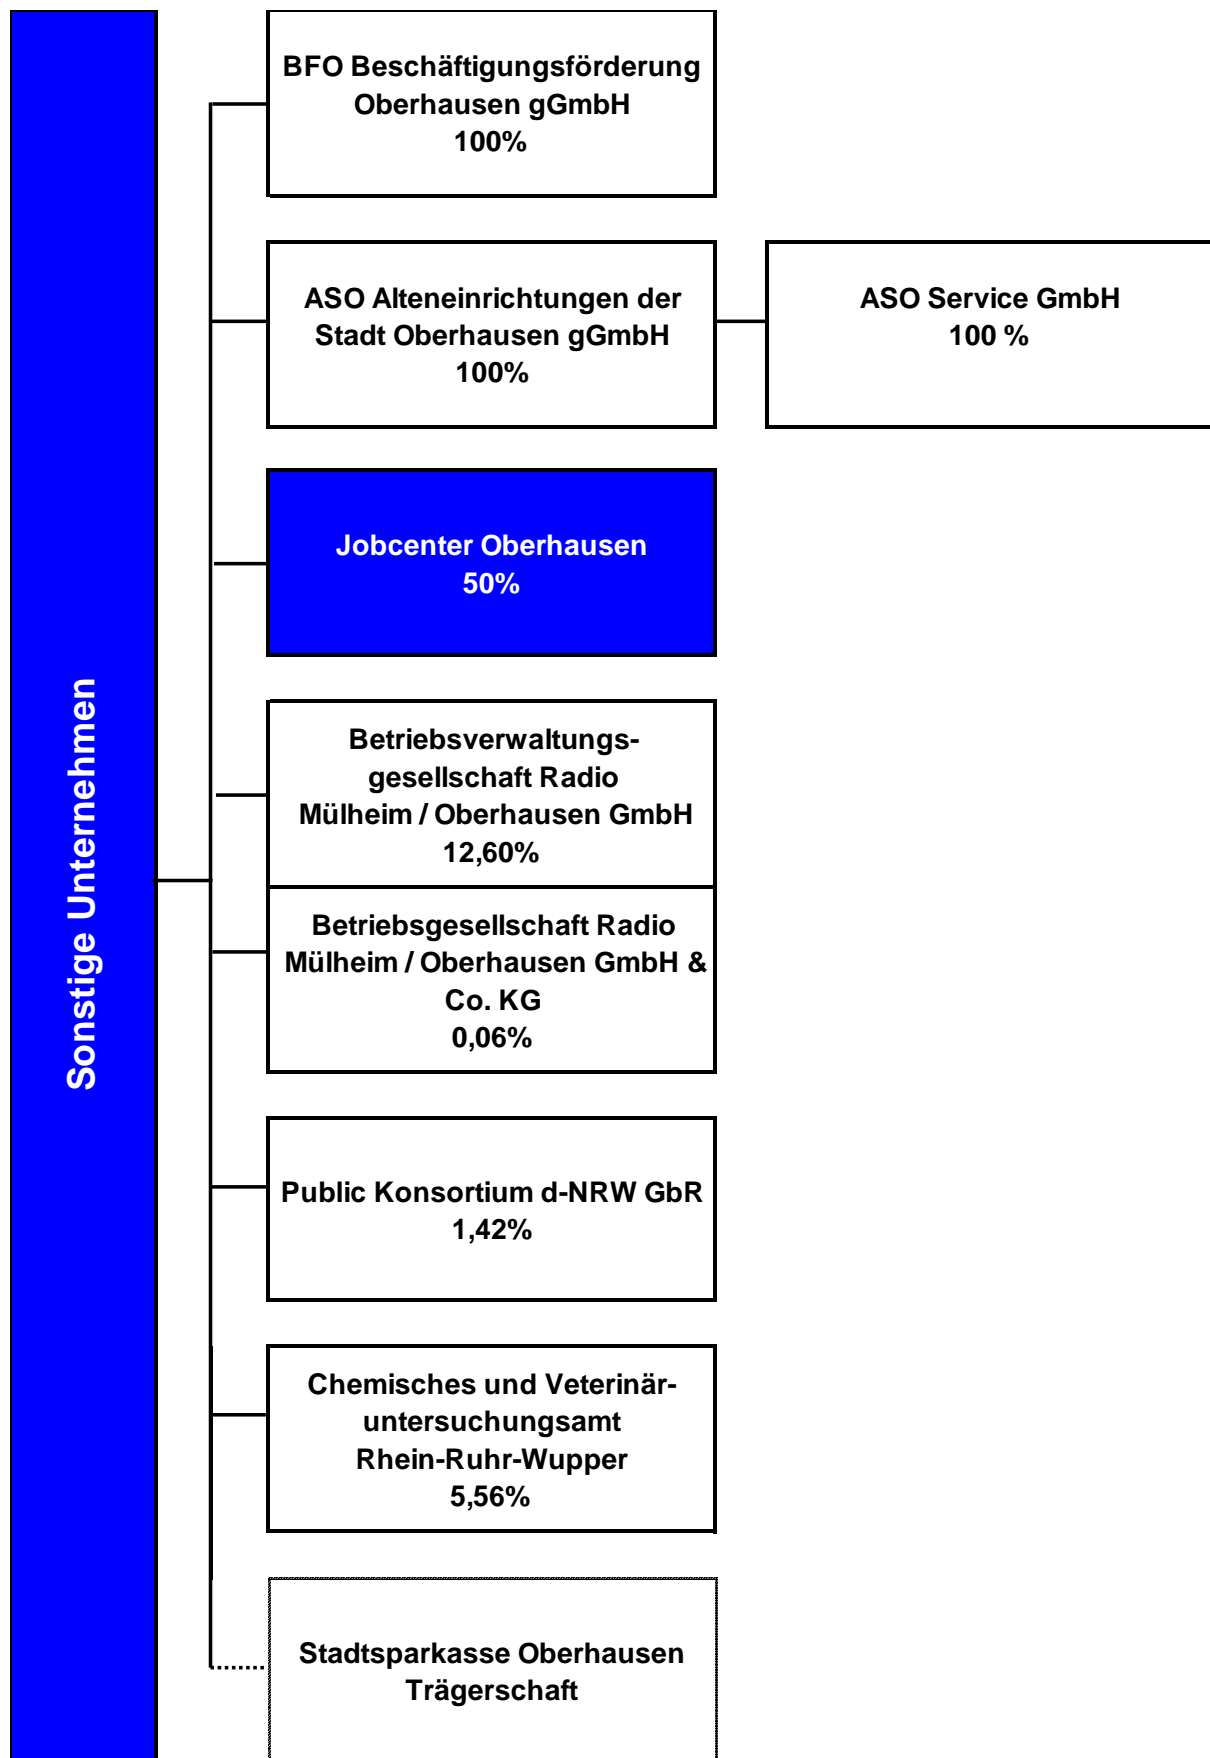 Sonstige Unternehmen
BFO Beschäftigungsförderung
Oberhausen gGmbH
100%
ASO Alteneinrichtungen der
Stadt Oberhausen gGmbH
100%
ASO Service GmbH
100 %
Jobcenter Oberhausen
50%
Betriebsverwaltungs-
gesellschaft Radio
Mülheim / Oberhausen GmbH
12,60%
Betriebsgesellschaft Radio
Mülheim / Oberhausen GmbH &
Co. KG
0,06%
Public Konsortium d-NRW GbR
1,42%
Chemisches und Veterinär-
untersuchungsamt
Rhein-Ruhr-Wupper
5,56%
Stadtsparkasse Oberhausen
Trägerschaft